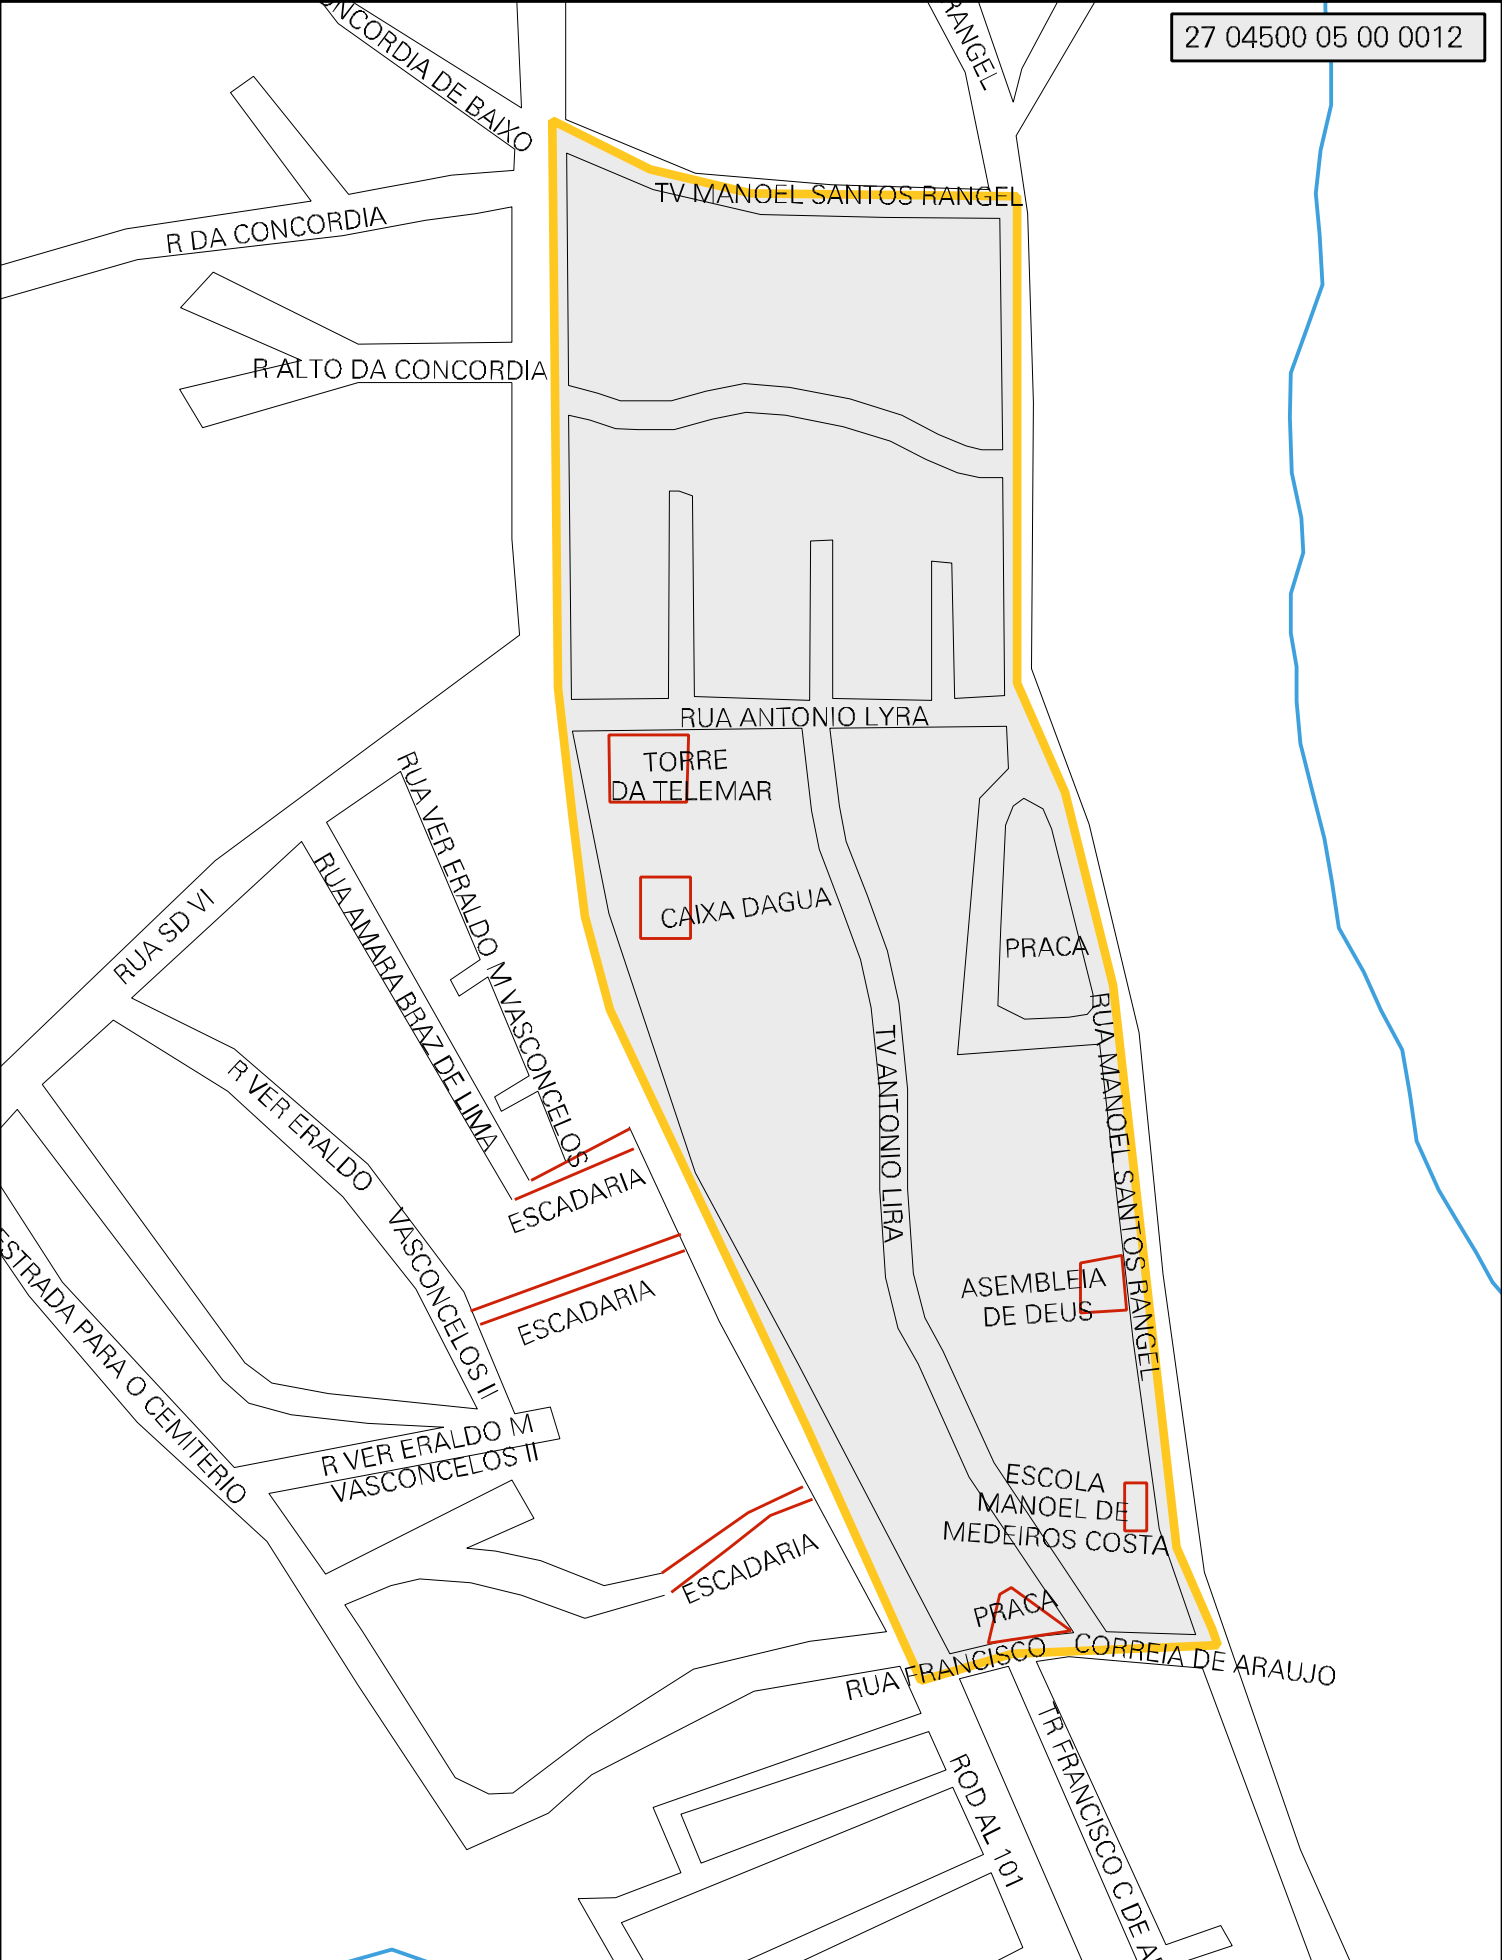 27 04500 05 00 0012
RANGEL
CONCORDIA DE BAIXO
TV MANOEL SANTOS RANGEL
R DA CONCORDIA
R ALTO DA CONCORDIA
RUA ANTONIO LYRA
TORRE
DA TELEMAR
CAIXA DAGUA
PRACA
RUA SD VI
RUA VER ERALDO M VASCONCELOS
RUA AMARA BRAZ DE LIMA
R VER ERALDO
VASCONCELOS II
TV ANTONIO LIRA
RUA MANOEL SANTOS RANGEL
ESCADARIA
ESCADARIA
ASEMBLEIA
DE DEUS
ESTRADA PARA O CEMITERIO
R VER ERALDO M
VASCONCELOS II
ESCOLA
MANOEL DE
MEDEIROS COSTA
ESCADARIA
PRACA
RUA FRANCISCO CORREIA DE ARAUJO
ROD AL 101
TR FRANCISCO C DE